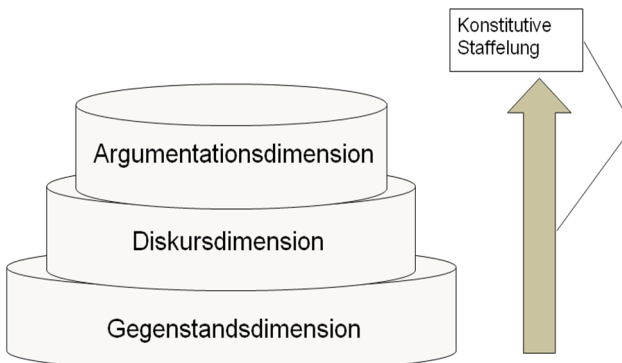 Konstitutive
Staffelung
Argumentationsdimension
Diskursdimension
Gegenstandsdimension